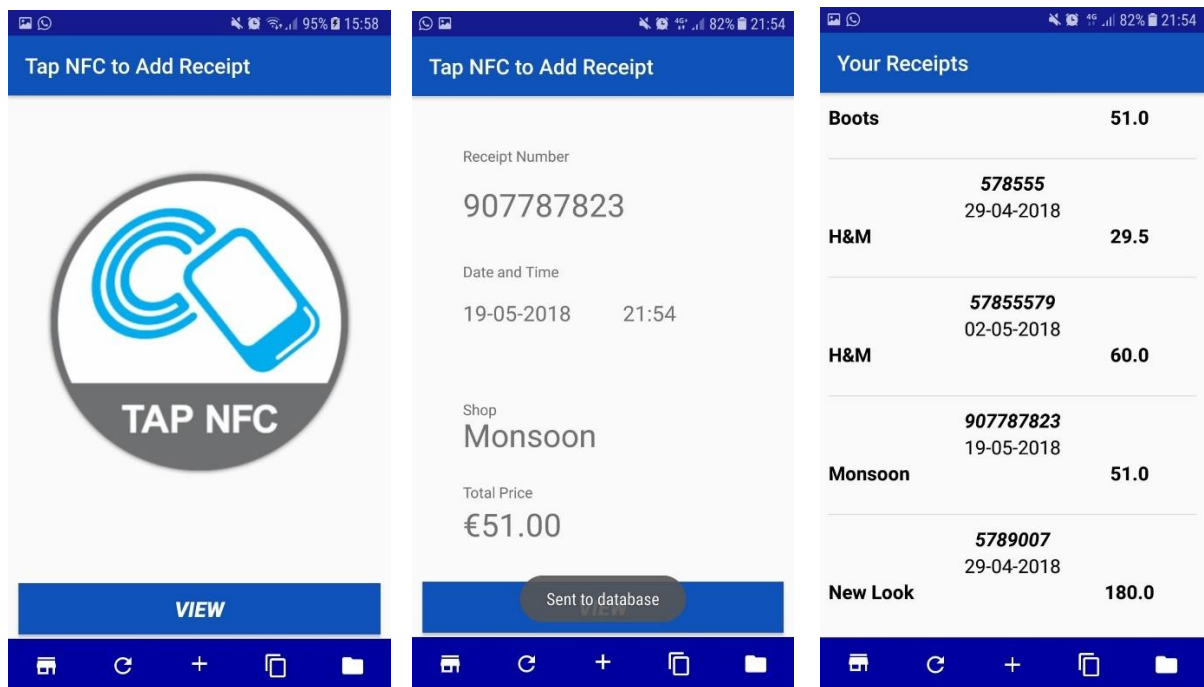 95% 15:58
Tap NFC to Add Receipt
TAP NFC
VIEW
4G+ 82% 21:54
Tap NFC to Add Receipt
Receipt Number
907787823
Date and Time
19-05-2018 21:54
Shop
Monsoon
Total Price
€51.00
Sent to database
4G 82% 21:54
Your Receipts
Boots 51.0
578555
29-04-2018
H&M 29.5
57855579
02-05-2018
H&M 60.0
907787823
19-05-2018
Monsoon 51.0
5789007
29-04-2018
New Look 180.0